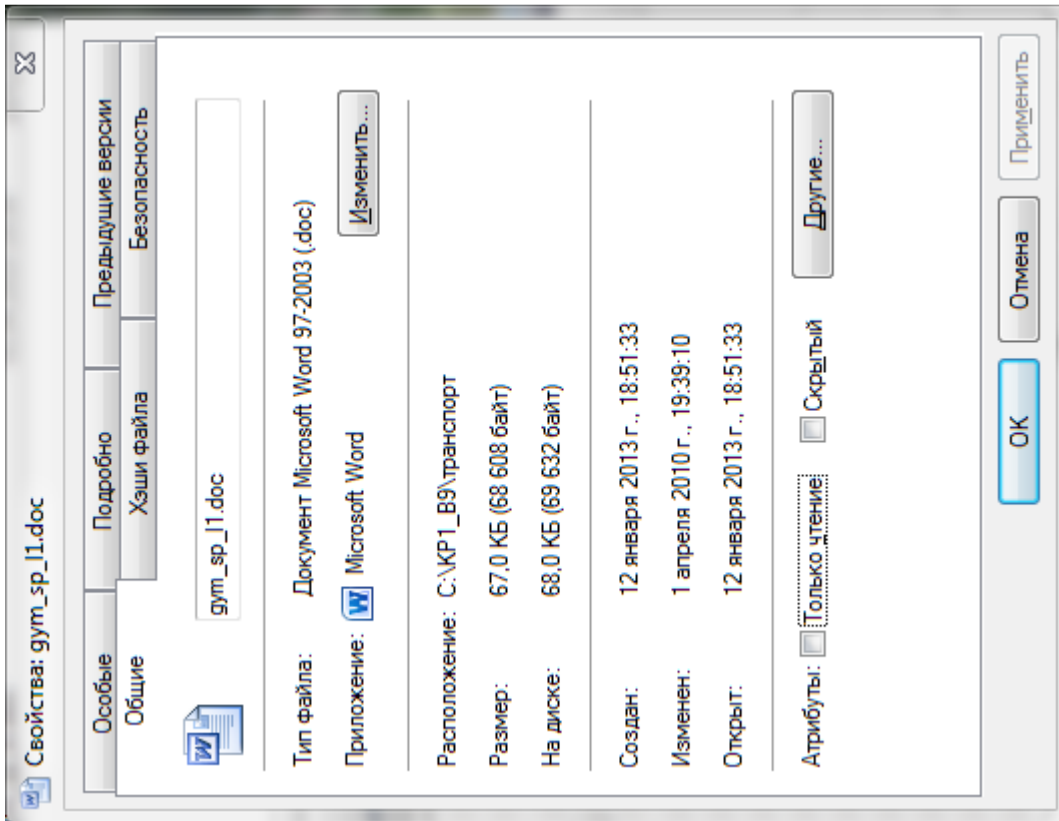 Свойства: gym_sp_l1.doc
Особые Подробно Предыдущие версии
Общие Хэши файла Безопасность
gym_sp_l1.doc
Тип файла: Документ Microsoft Word 97-2003 (.doc)
Приложение: Microsoft Word Изменить...
Расположение: C:\KP1_B9\транспорт
Размер: 67,0 КБ (68 608 байт)
На диске: 68,0 КБ (69 632 байт)
Создан: 12 января 2013 г., 18:51:33
Изменен: 1 апреля 2010 г., 19:39:10
Открыт: 12 января 2013 г., 18:51:33
Атрибуты: Только чтение Скрытый Другие...
ОК Отмена Применить